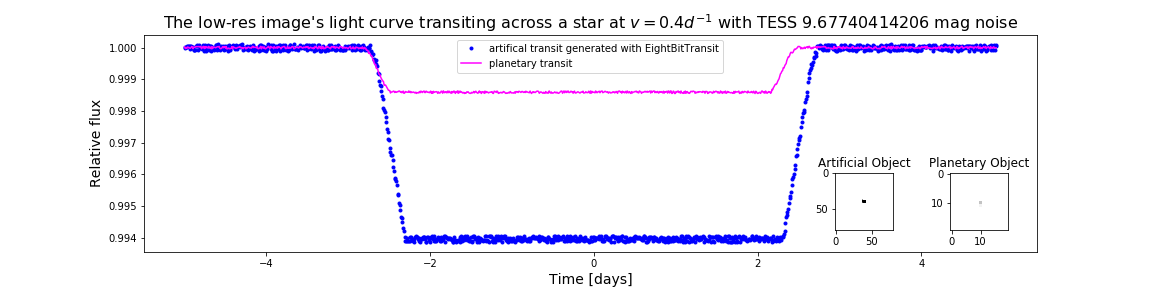 The low-res image's light curve transiting across a star at v = 0.4d⁻¹ with TESS 9.67740414206 mag noise
artifical transit generated with EightBitTransit
planetary transit
Relative flux
1.000
0.999
0.998
0.997
0.996
0.995
0.994
Artificial Object
0
50
0
50
Planetary Object
0
10
0
10
−4
−2
0
2
4
Time [days]